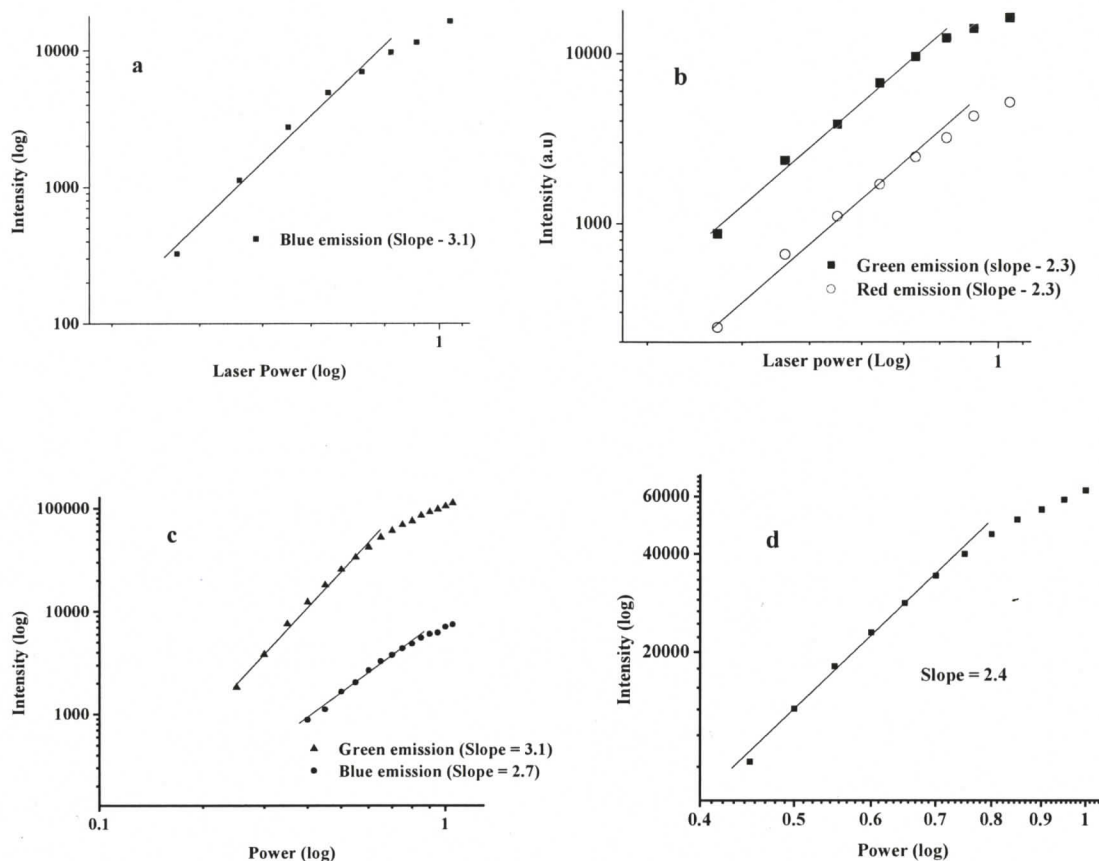 a
10000
1000
100
Intensity (log)
Blue emission (Slope - 3.1)
1
Laser Power (log)
b
10000
1000
Intensity (a.u)
Green emission (slope - 2.3)
Red emission (Slope - 2.3)
1
Laser power (Log)
c
100000
10000
1000
Intensity (log)
Green emission (Slope = 3.1)
Blue emission (Slope = 2.7)
0.1 1
Power (log)
d
60000
40000
20000
Intensity (log)
Slope = 2.4
0.4 0.5 0.6 0.7 0.8 0.9 1
Power (log)